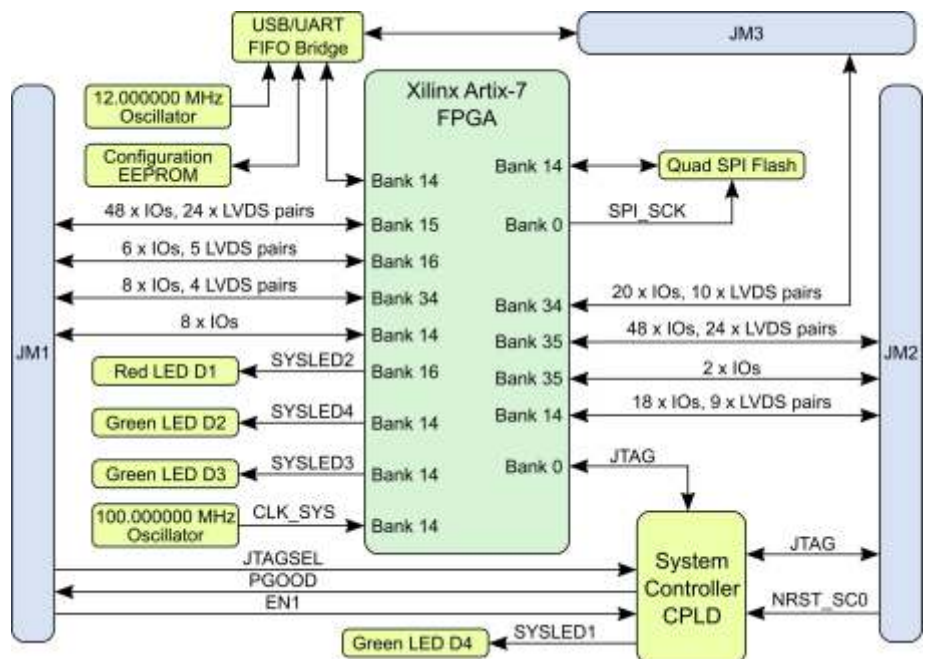 USB/UART
FIFO Bridge
JM3
12.000000 MHz
Oscillator
Xilinx Artix-7
FPGA
Configuration
EEPROM
Bank 14
Bank 14
Quad SPI Flash
48 x IOs, 24 x LVDS pairs
Bank 15
Bank 0
SPI_SCK
6 x IOs, 5 LVDS pairs
Bank 16
8 x IOs, 4 LVDS pairs
Bank 34
Bank 34
20 x IOs, 10 x LVDS pairs
8 x IOs
Bank 14
Bank 35
48 x IOs, 24 x LVDS pairs
JM1
JM2
Red LED D1
SYSLED2
Bank 16
Bank 35
2 x IOs
Green LED D2
SYSLED4
Bank 14
Bank 14
18 x IOs, 9 x LVDS pairs
Green LED D3
SYSLED3
Bank 14
Bank 0
JTAG
100.000000 MHz
Oscillator
CLK_SYS
Bank 14
JTAGSEL
PGOOD
EN1
System
Controller
CPLD
JTAG
NRST_SC0
Green LED D4
SYSLED1